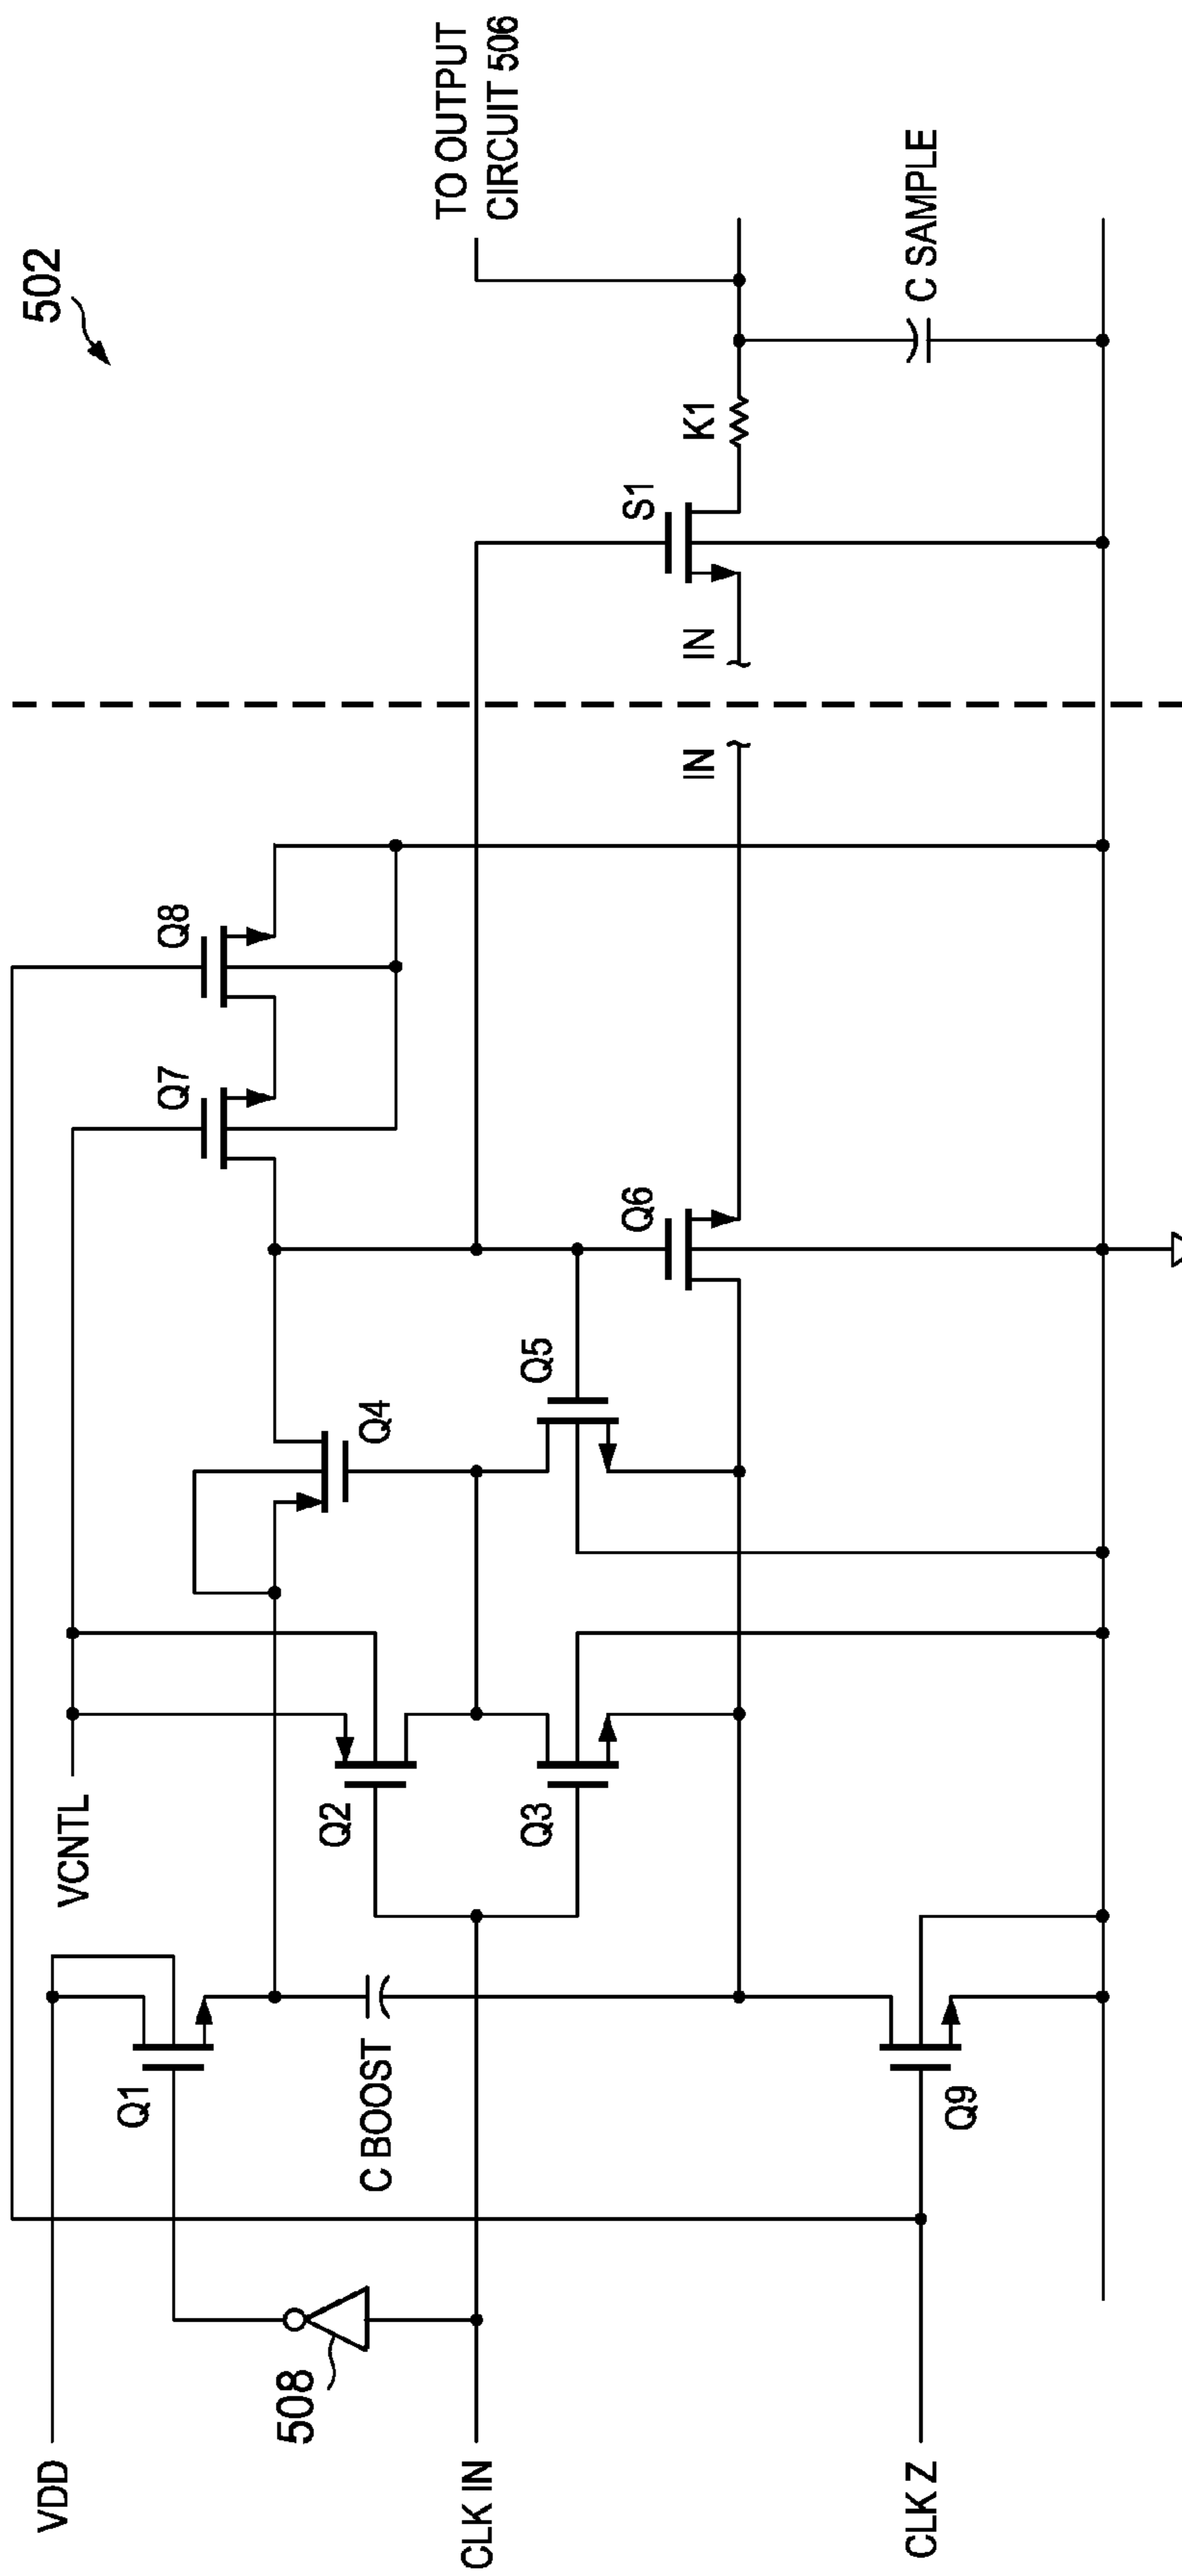 502
TO OUTPUT
CIRCUIT 506
VDD
VCNTL
Q1
508
C BOOST
CLK IN
Q2
Q3
Q4
Q5
Q6
Q7
Q8
IN
IN
S1
K1
C SAMPLE
Q9
CLK Z